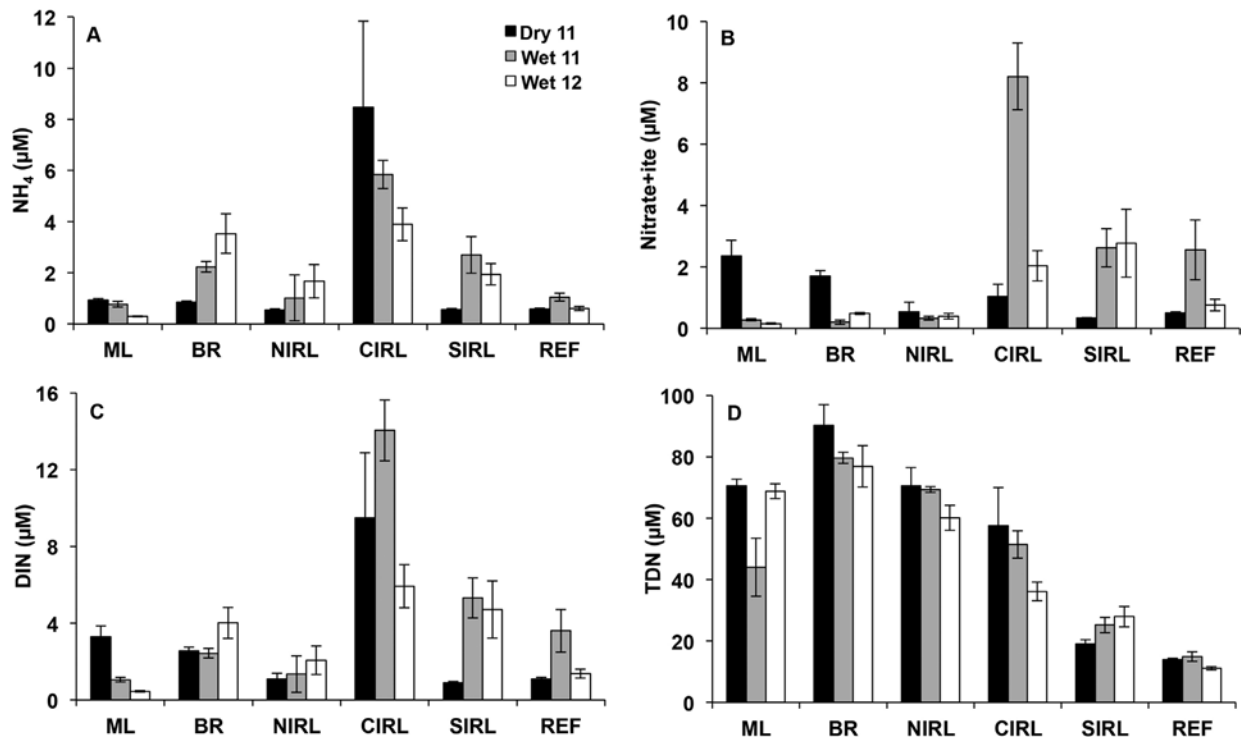 A
Dry 11
Wet 11
Wet 12
NH4 (µM)
12
10
8
6
4
2
0
ML BR NIRL CIRL SIRL REF
B
Nitrate+ite (µM)
10
8
6
4
2
0
ML BR NIRL CIRL SIRL REF
C
DIN (µM)
16
12
8
4
0
ML BR NIRL CIRL SIRL REF
D
TDN (µM)
100
80
60
40
20
0
ML BR NIRL CIRL SIRL REF